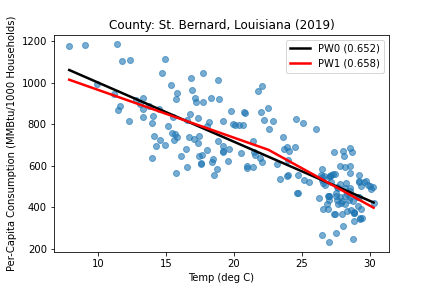 County: St. Bernard, Louisiana (2019)
PW0 (0.652)
PW1 (0.658)
Per-Capita Consumption (MMBtu/1000 Households)
1200
1000
800
600
400
200
10
15
20
25
30
Temp (deg C)